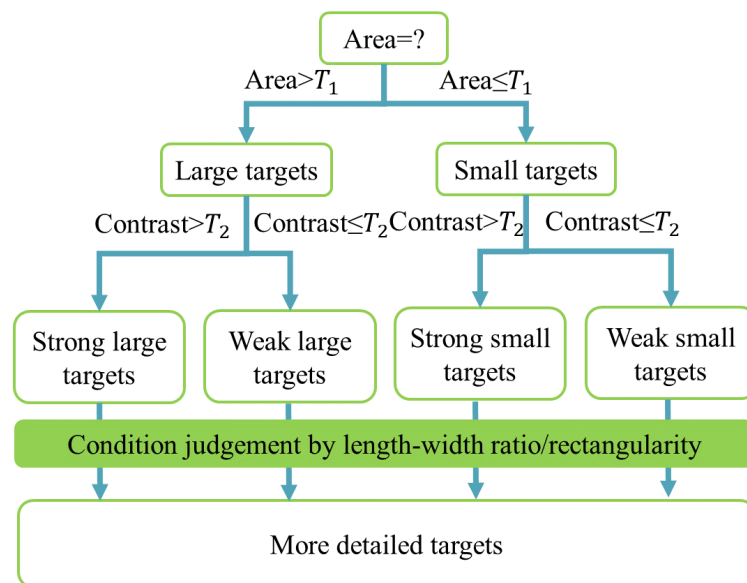 Area=?
Area>T₁
Area≤T₁
Large targets
Small targets
Contrast>T₂
Contrast≤T₂
Contrast>T₂
Contrast≤T₂
Strong large
targets
Weak large
targets
Strong small
targets
Weak small
targets
Condition judgement by length-width ratio/rectangularity
More detailed targets